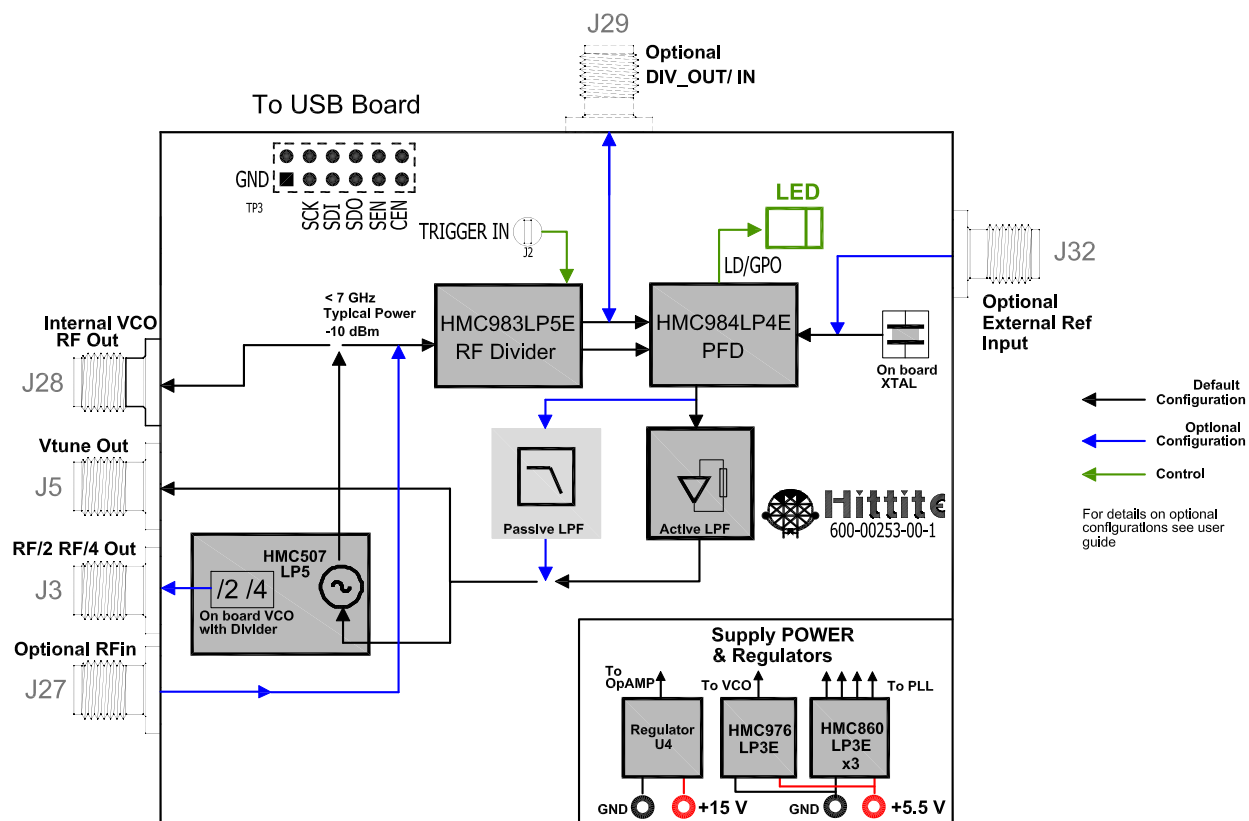 J29
Optional
DIV_OUT/ IN
To USB Board
GND
TP3
SCK
SDI
SDO
SEN
CEN
TRIGGER IN
J2
LED
LD/GPO
J32
Optional
External Ref
Input
< 7 GHz
Typical Power
-10 dBm
HMC983LP5E
RF Divider
HMC984LP4E
PFD
On board
XTAL
Internal VCO
RF Out
J28
Vtune Out
J5
RF/2 RF/4 Out
J3
Optional RFin
J27
Passive LPF
Active LPF
Hittite
600-00253-00-1
HMC507
LP5
/2 /4
On board VCO
with Divider
Default
Configuration
Optional
Configuration
Control
For details on optional
configurations see user
guide
Supply POWER
& Regulators
To
OpAMP
To VCO
To PLL
Regulator
U4
HMC976
LP3E
HMC860
LP3E
x3
GND
+15 V
GND
+5.5 V